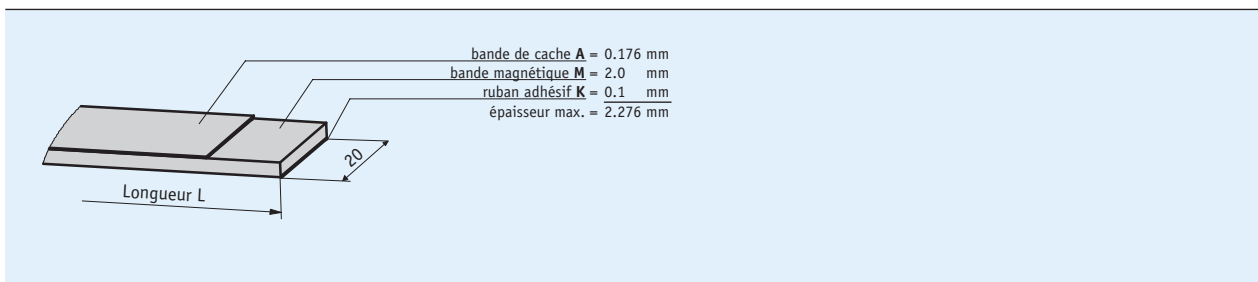 bande de cache A = 0.176 mm
bande magnétique M = 2.0 mm
ruban adhésif K = 0.1 mm
épaisseur max. = 2.276 mm
20
Longueur L